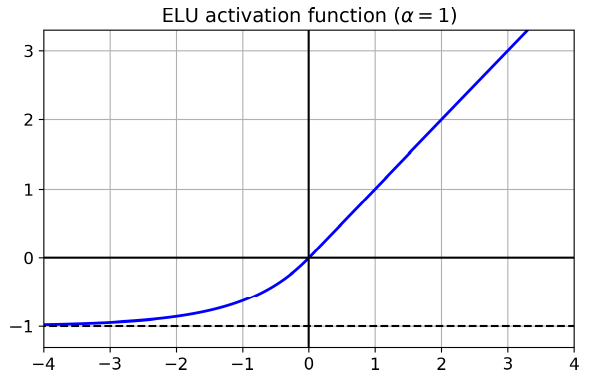 ELU activation function (α = 1)
3
2
1
0
−1
−4 −3 −2 −1 0 1 2 3 4